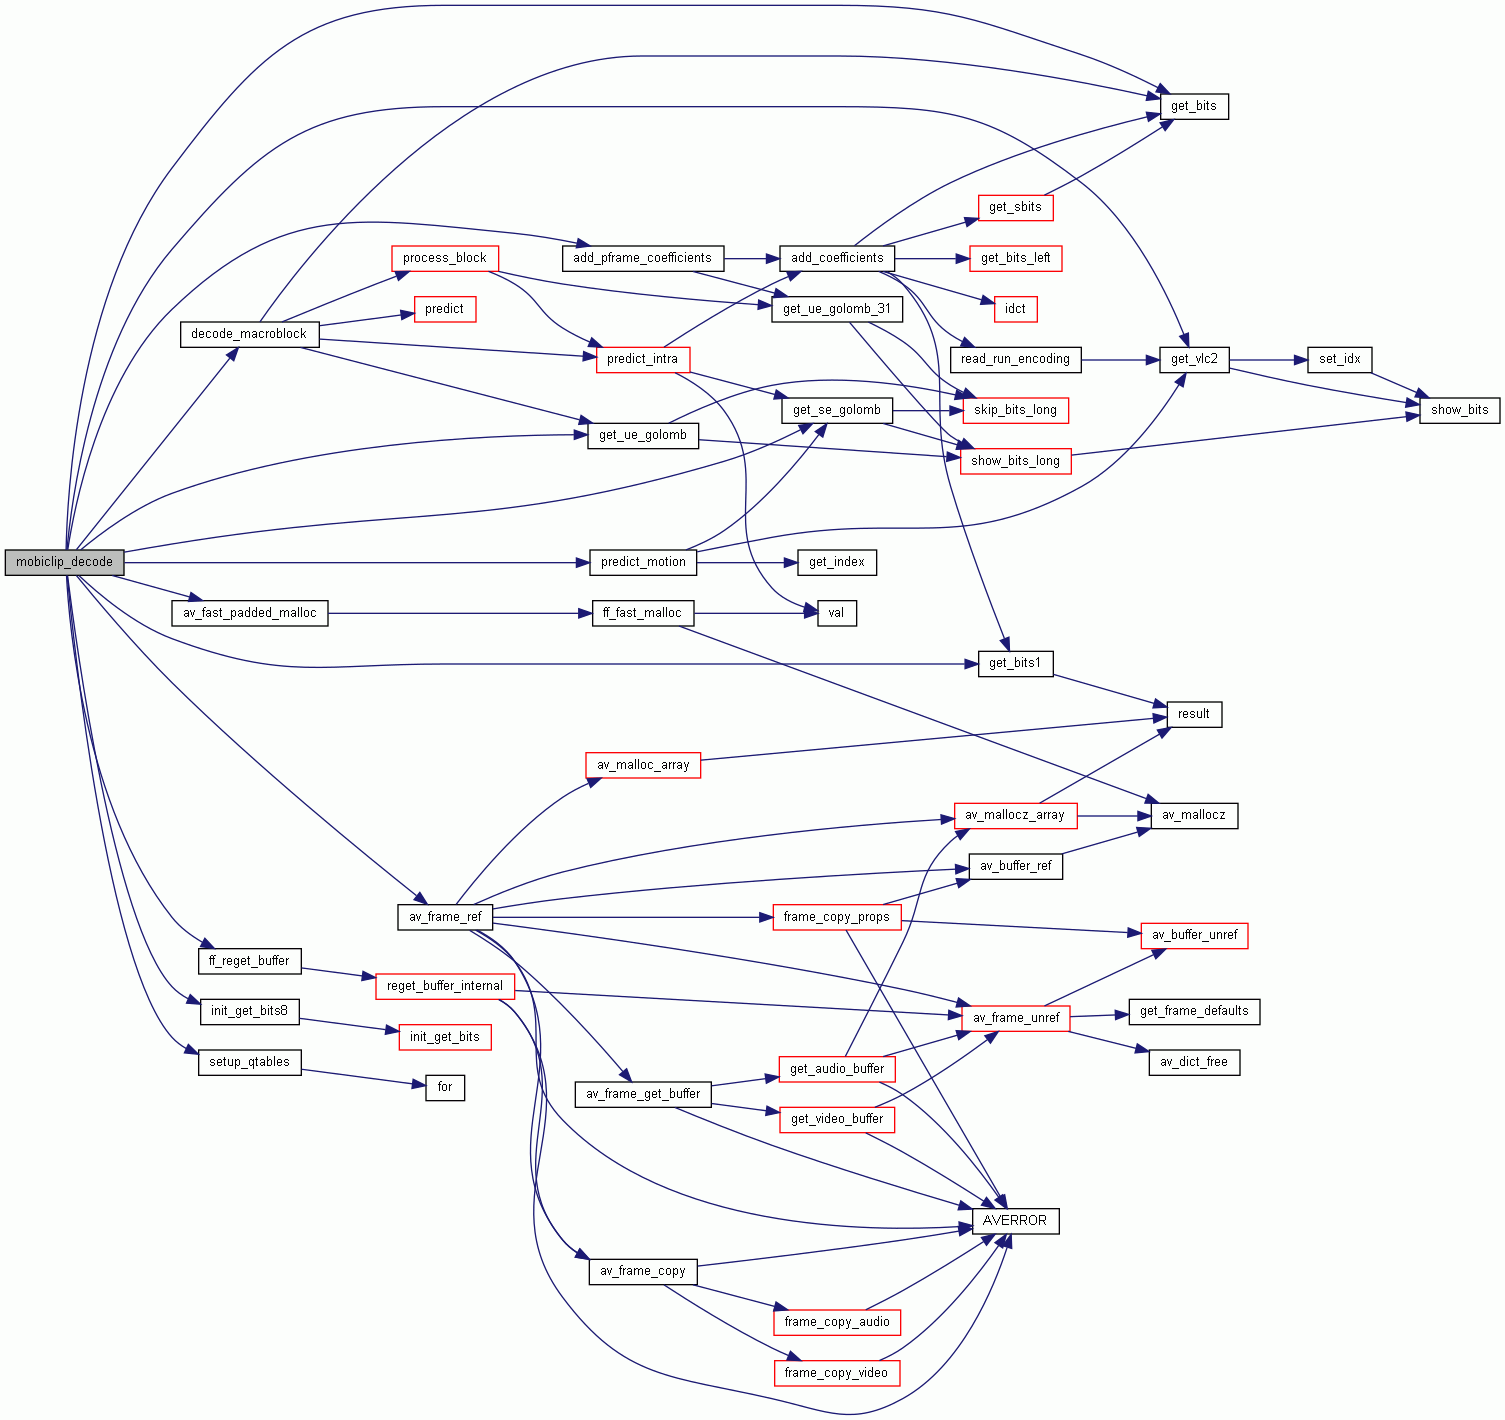 get_bits
get_sbits
process_block
add_pframe_coefficients
add_coefficients
get_bits_left
predict
get_ue_golomb_31
idct
decode_macroblock
predict_intra
read_run_encoding
get_vlc2
set_idx
get_se_golomb
skip_bits_long
show_bits
get_ue_golomb
show_bits_long
mobiclip_decode
predict_motion
get_index
av_fast_padded_malloc
ff_fast_malloc
val
get_bits1
result
av_malloc_array
av_mallocz_array
av_mallocz
av_buffer_ref
av_frame_ref
frame_copy_props
av_buffer_unref
ff_reget_buffer
reget_buffer_internal
init_get_bits8
av_frame_unref
get_frame_defaults
init_get_bits
setup_qtables
get_audio_buffer
av_dict_free
for
av_frame_get_buffer
get_video_buffer
AVERROR
av_frame_copy
frame_copy_audio
frame_copy_video